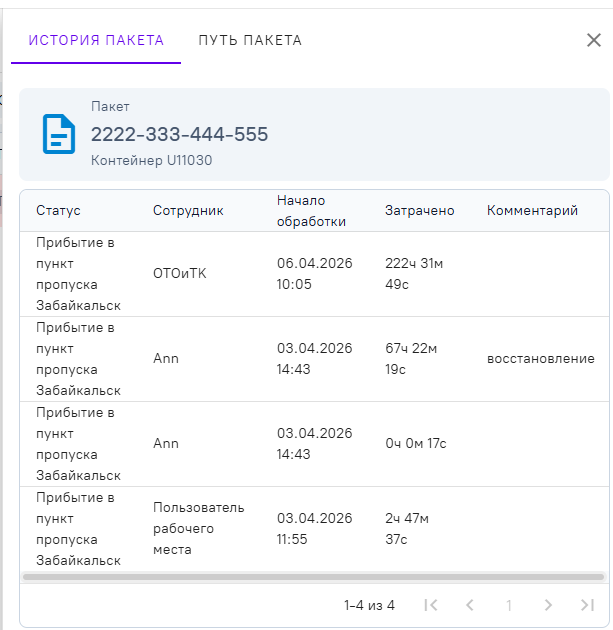 ИСТОРИЯ ПАКЕТА ПУТЬ ПАКЕТА
Пакет
2222-333-444-555
Контейнер U11030
Статус Сотрудник Начало обработки Затрачено Комментарий
Прибытие в пункт пропуска Забайкальск ОТОиТК 06.04.2026 10:05 222ч 31м 49с
Прибытие в пункт пропуска Забайкальск Ann 03.04.2026 14:43 67ч 22м 19с восстановление
Прибытие в пункт пропуска Забайкальск Ann 03.04.2026 14:43 0ч 0м 17с
Прибытие в пункт пропуска Забайкальск Пользователь рабочего места 03.04.2026 11:55 2ч 47м 37с
1-4 из 4 1